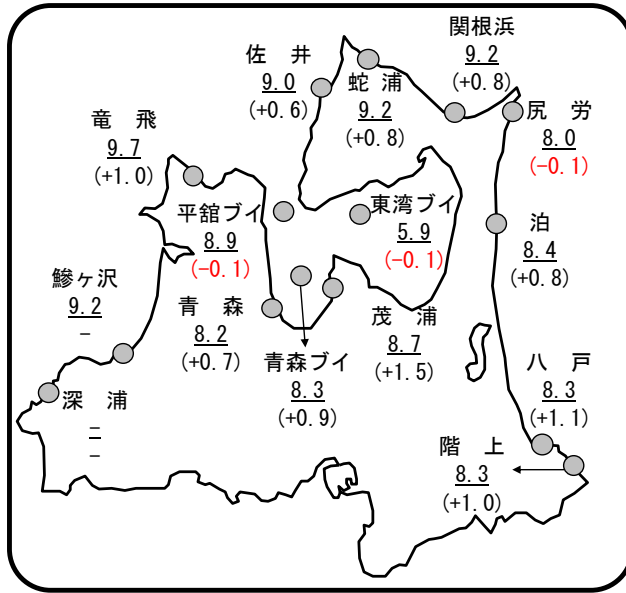 関根浜
9.2
(+0.8)
佐 井
9.0
(+0.6)
蛇 浦
9.2
(+0.8)
尻 労
8.0
(-0.1)
竜 飛
9.7
(+1.0)
平舘ブイ
8.9
(-0.1)
東湾ブイ
5.9
(-0.1)
泊
8.4
(+0.8)
鰺ヶ沢
9.2
-
青 森
8.2
(+0.7)
青森ブイ
8.3
(+0.9)
茂 浦
8.7
(+1.5)
八 戸
8.3
(+1.1)
深 浦
-
-
階 上
8.3
(+1.0)